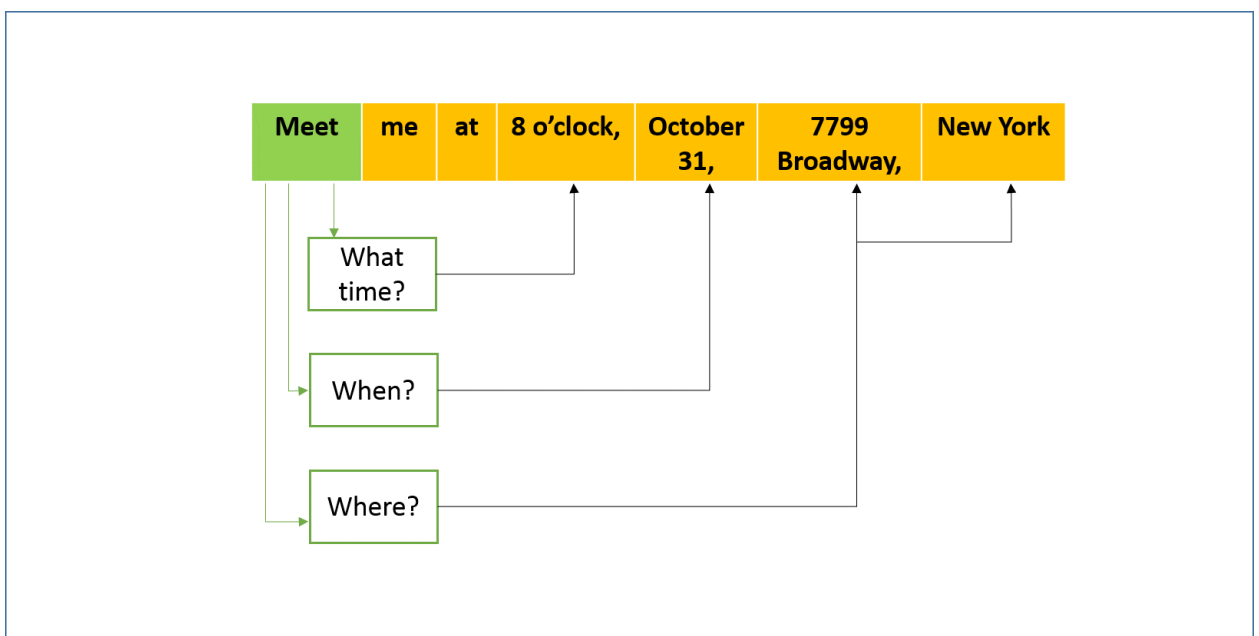 Meet me at 8 o’clock, October 7799 New York
31, Broadway,
What
time?
When?
Where?